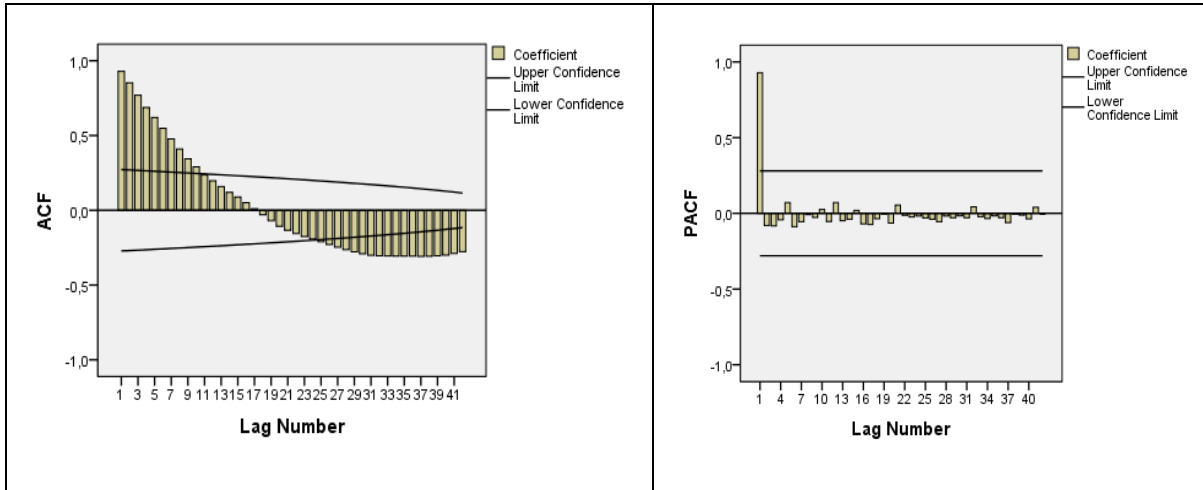 1,0
0,5
0,0
-0,5
-1,0
ACF
1 3 5 7 9 11 13 15 17 19 21 23 25 27 29 31 33 35 37 39 41
Lag Number
Coefficient
Upper Confidence
Limit
Lower Confidence
Limit
1,0
0,5
0,0
-0,5
-1,0
PACF
1 4 7 10 13 16 19 22 25 28 31 34 37 40
Lag Number
Coefficient
Upper Confidence
Limit
Lower
Confidence Limit